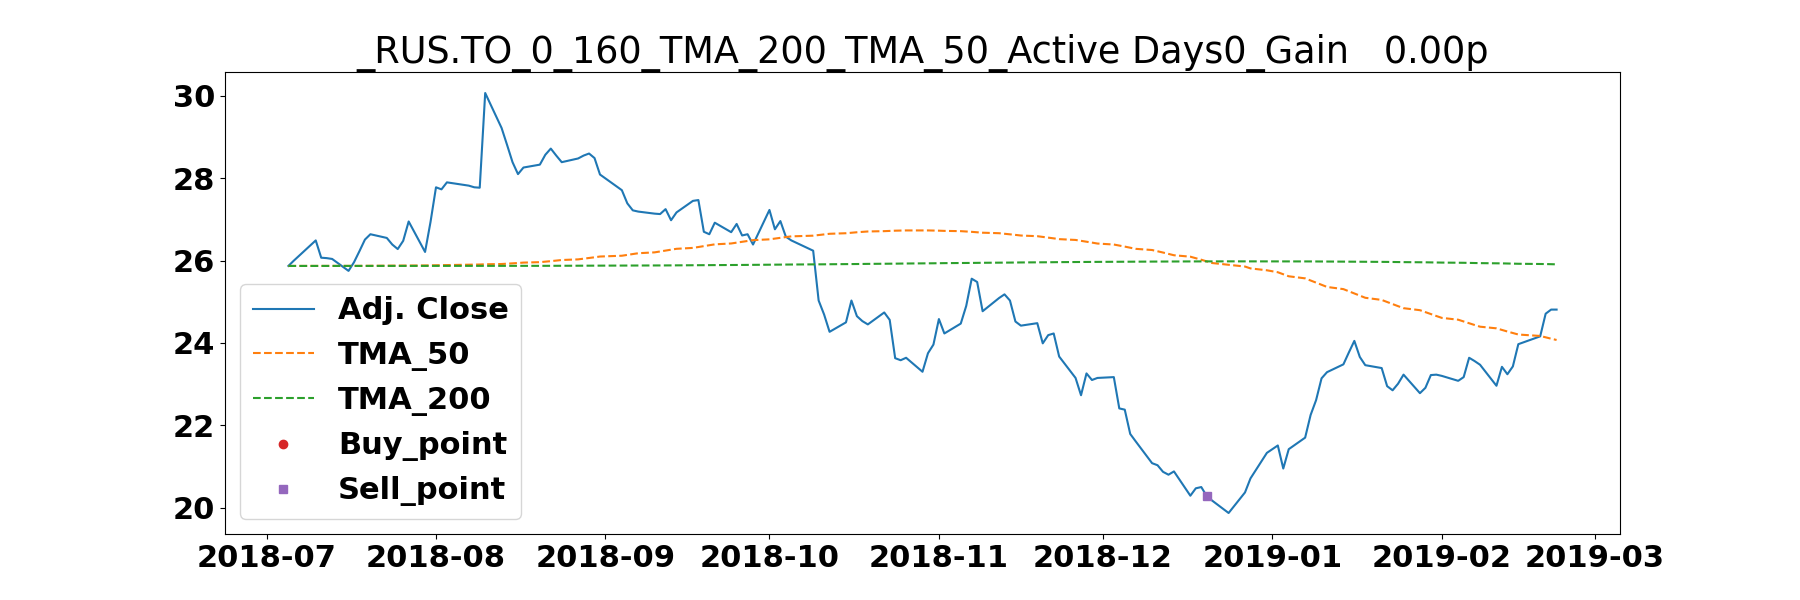 _RUS.TO_0_160_TMA_200_TMA_50_Active Days0_Gain   0.00p
30
28
26
24
22
20
Adj. Close
TMA_50
TMA_200
Buy_point
Sell_point
2018-07 2018-08 2018-09 2018-10 2018-11 2018-12 2019-01 2019-02 2019-03